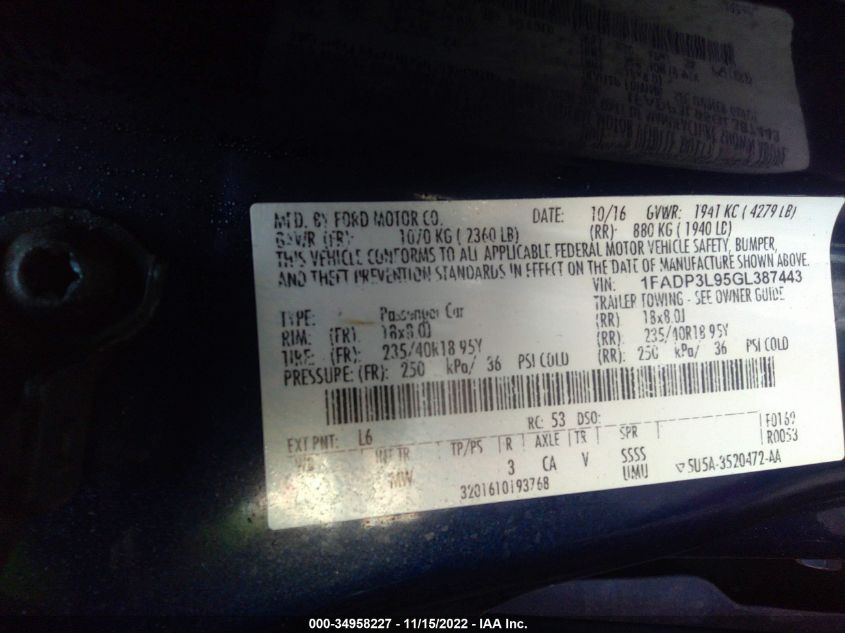 MFD. BY FORD MOTOR CO. DATE: 10/16 GVWR: 1941 KG ( 4279 LB)
GAWR (FR): 1070 KG ( 2360 LB) (RR): 880 KG ( 1940 LB)
THIS VEHICLE CONFORMS TO ALL APPLICABLE FEDERAL MOTOR VEHICLE SAFETY, BUMPER,
AND THEFT PREVENTION STANDARDS IN EFFECT ON THE DATE OF MANUFACTURE SHOWN ABOVE.
VIN: 1FADP3L95GL387443
TRAILER TOWING - SEE OWNER GUIDE
TYPE: Passenger Car
RIM: (FR): 18x8.0J (RR): 18x8.0J
TIRE: (FR): 235/40R18 95Y (RR): 235/40R18 95Y
PRESSURE: (FR): 250 kPa/ 36 PSI COLD (RR): 250 kPa/ 36 PSI COLD
RC: 53 DSO:
F0169
EXT PNT: L6 R0053
WB INT TR TP/PS R AXLE TR SPR
MW 3 CA V SSSS
UMU 5U5A-3520472-AA
3201610193768
000-34958227 - 11/15/2022 - IAA Inc.